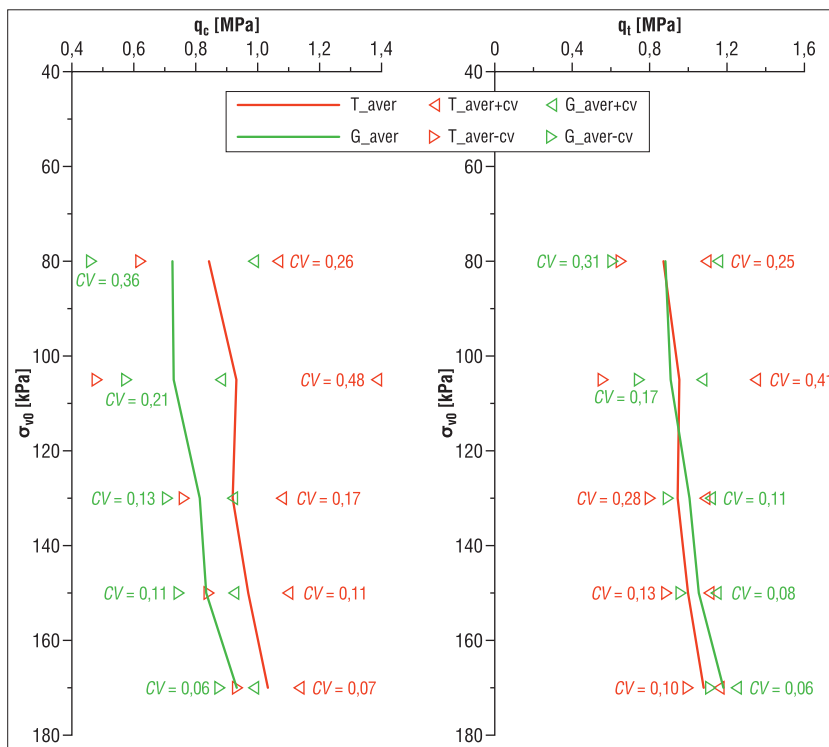 q_c [MPa]
0,4 0,6 0,8 1,0 1,2 1,4
q_t [MPa]
0 0,4 0,8 1,2 1,6
40
60
80
100
120
140
160
180
σ_v0 [kPa]
40
60
80
100
120
140
160
180
σ_v0 [kPa]
T_aver T_aver+cv G_aver+cv
G_aver T_aver-cv G_aver-cv
CV = 0,36
CV = 0,26
CV = 0,21
CV = 0,48
CV = 0,13
CV = 0,17
CV = 0,11
CV = 0,11
CV = 0,06
CV = 0,07
CV = 0,31
CV = 0,25
CV = 0,17
CV = 0,41
CV = 0,28
CV = 0,11
CV = 0,13
CV = 0,08
CV = 0,10
CV = 0,06